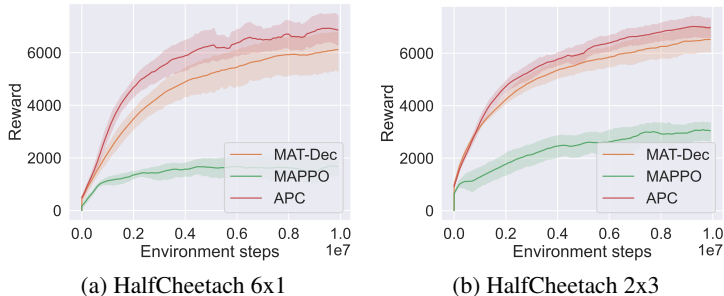 6000
4000
2000
0
Reward
MAT-Dec
MAPPO
APC
0.0 0.2 0.4 0.6 0.8 1.0
Environment steps 1e7
(a) HalfCheetach 6x1
6000
4000
2000
0
Reward
MAT-Dec
MAPPO
APC
0.0 0.2 0.4 0.6 0.8 1.0
Environment steps 1e7
(b) HalfCheetach 2x3